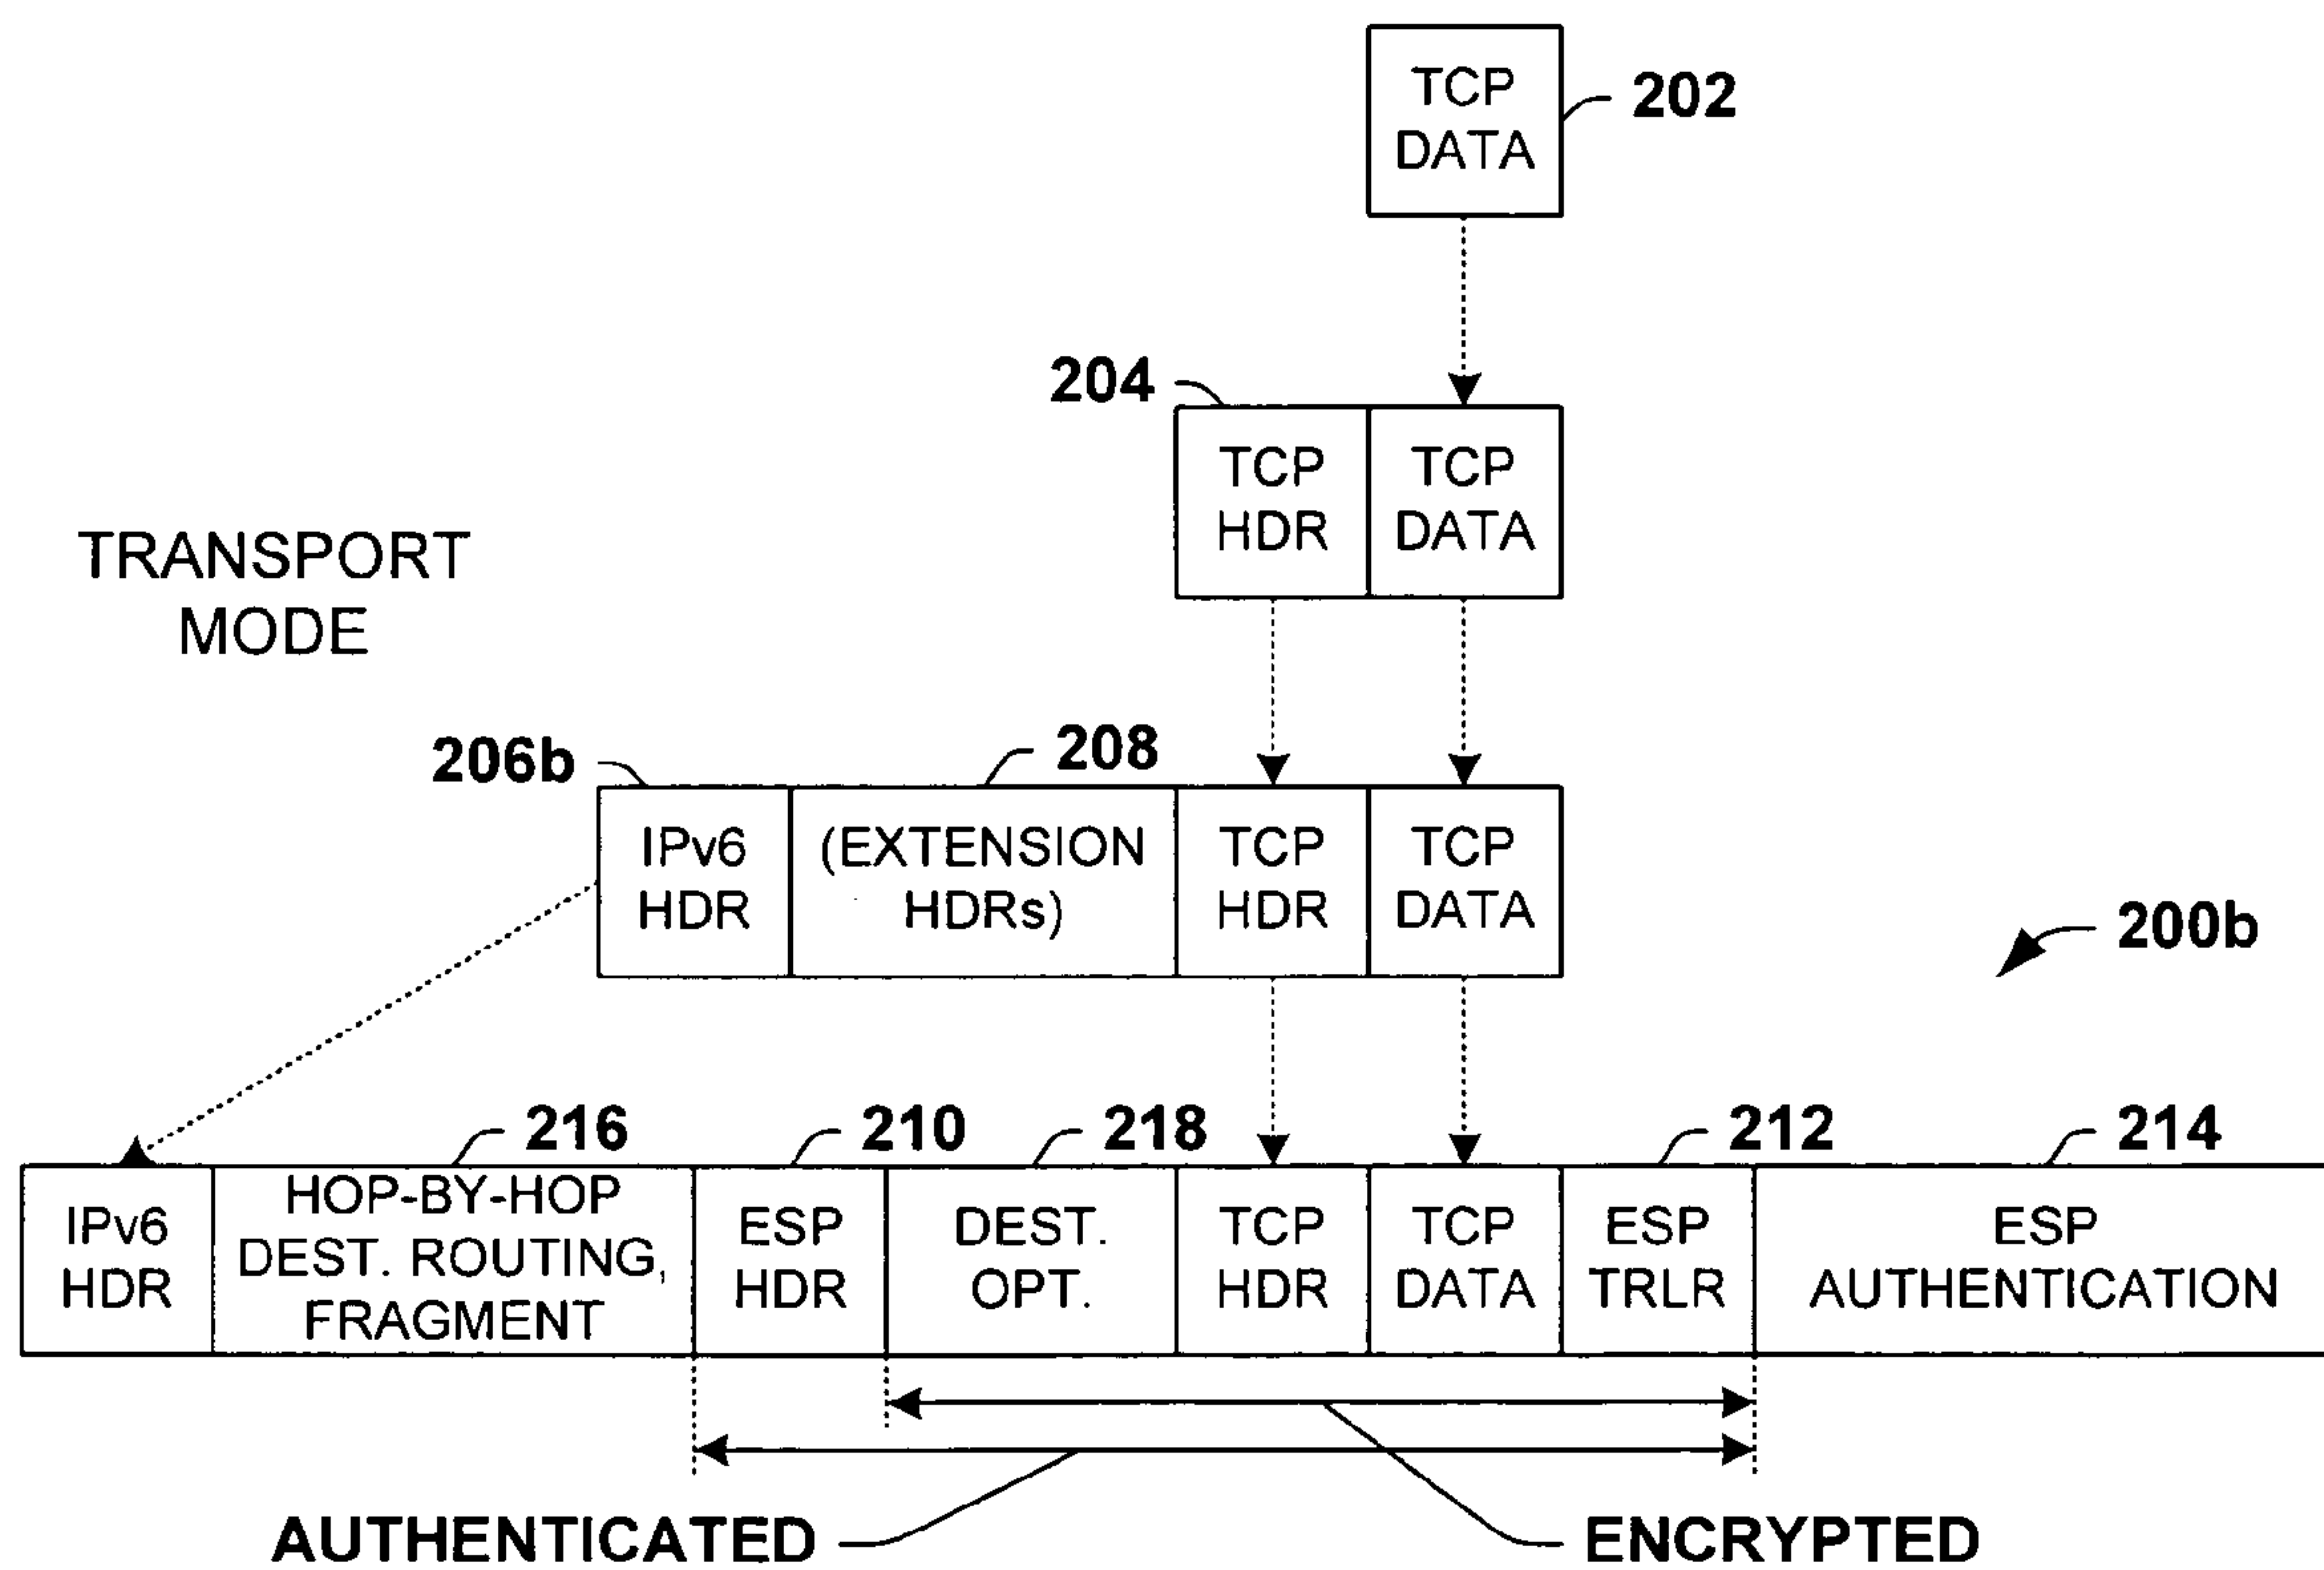 TCP
DATA
202
204
TCP
HDR
TCP
DATA
TRANSPORT
MODE
206b
208
IPv6
HDR
(EXTENSION
HDRs)
TCP
HDR
TCP
DATA
200b
216
210
218
212
214
IPv6
HDR
HOP-BY-HOP
DEST. ROUTING,
FRAGMENT
ESP
HDR
DEST.
OPT.
TCP
HDR
TCP
DATA
ESP
TRLR
ESP
AUTHENTICATION
AUTHENTICATED
ENCRYPTED